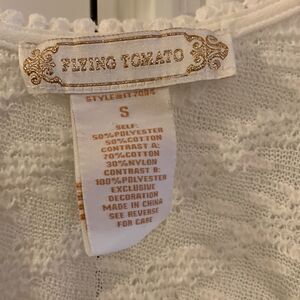 FLYING TOMATO
S
SELF:
50%POLYESTER
50%COTTON
CONTRAST A:
70%COTTON
30%NYLON
CONTRAST B:
100%POLYESTER
EXCLUSIVE
DECORATION
MADE IN CHINA
SEE REVERSE
FOR CARE